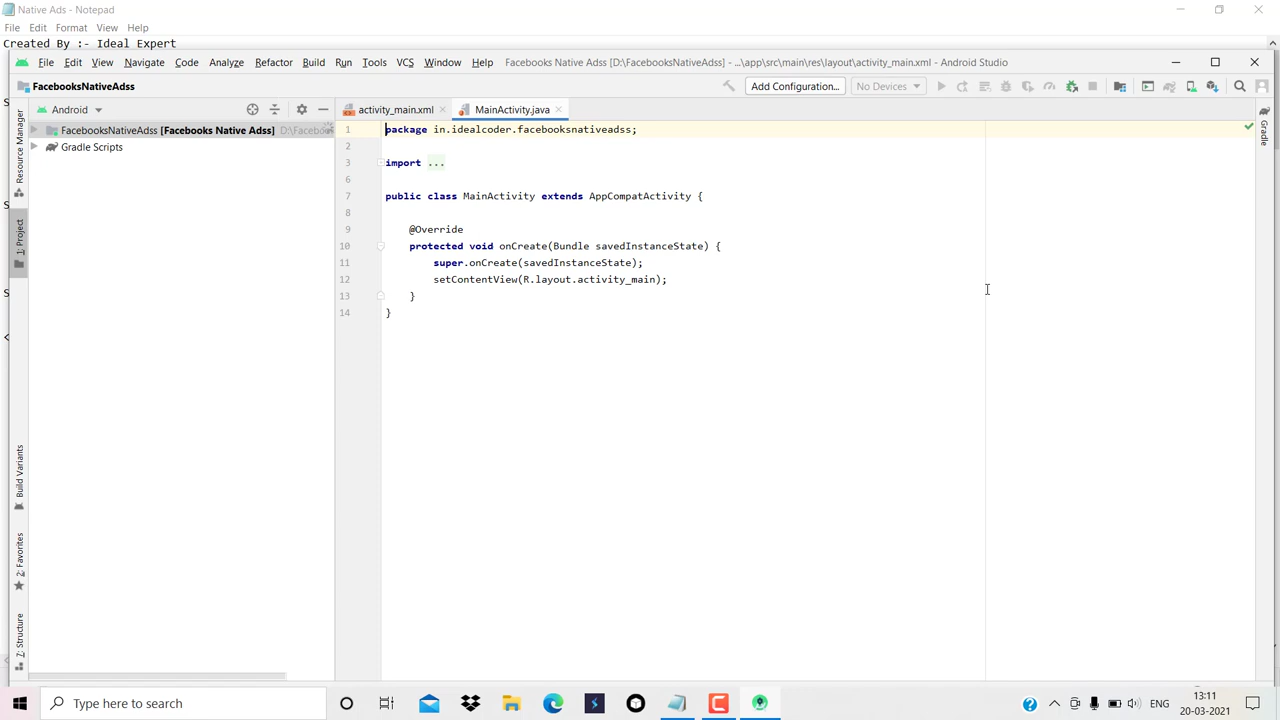 Native Ads - Notepad
File Edit Format View Help
Created By :- Ideal Expert
File Edit View Navigate Code Analyze Refactor Build Run Tools VCS Window Help Facebooks Native Adss [D:\FacebooksNativeAdss] - ...\app\src\main\res\layout\activity_main.xml - Android Studio
FacebooksNativeAdss Add Configuration... No Devices
Android activity_main.xml MainActivity.java
FacebooksNativeAdss [Facebooks Native Adss]
Gradle Scripts
Resource Manager
1: Project
Build Variants
2: Favorites
7: Structure
Gradle
1 package in.idealcoder.facebooksnativeadss;
2
3 import ...
6
7 public class MainActivity extends AppCompatActivity {
8
9 @Override
10 protected void onCreate(Bundle savedInstanceState) {
11 super.onCreate(savedInstanceState);
12 setContentView(R.layout.activity_main);
13 }
14 }
Type here to search
ENG
13:11
20-03-2021